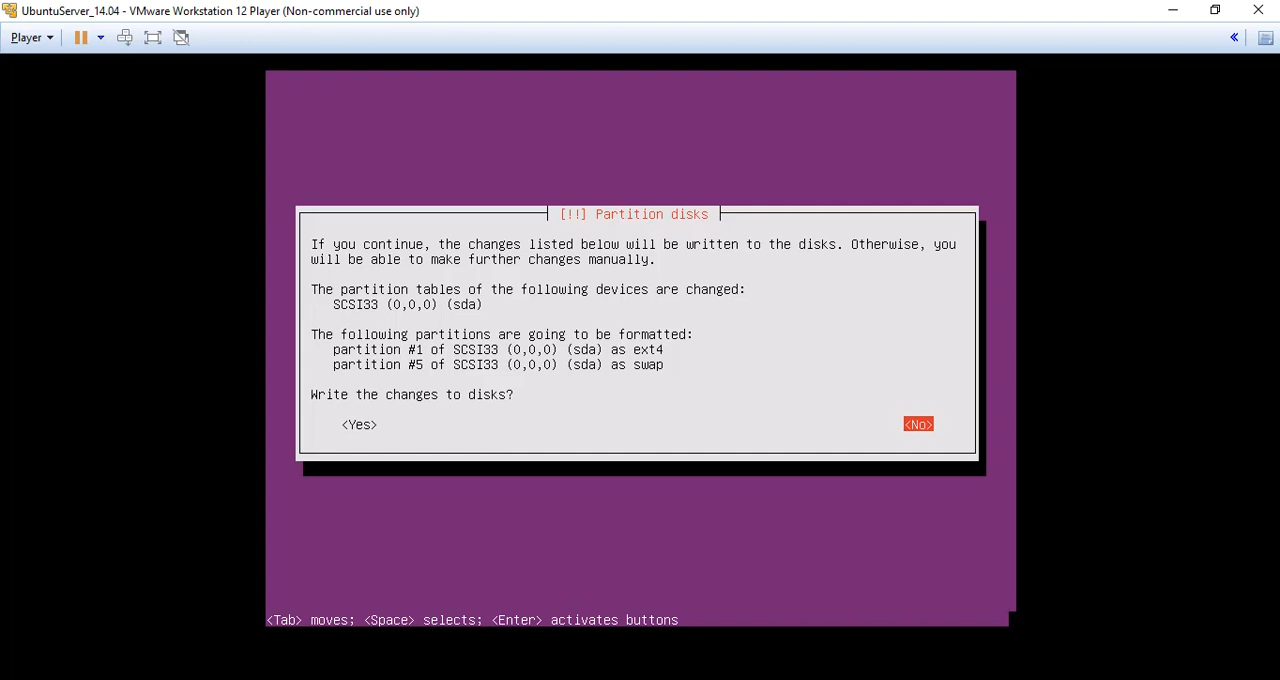 UbuntuServer_14.04 - VMware Workstation 12 Player (Non-commercial use only)
Player
[!!] Partition disks
If you continue, the changes listed below will be written to the disks. Otherwise, you
will be able to make further changes manually.
The partition tables of the following devices are changed:
SCSI33 (0,0,0) (sda)
The following partitions are going to be formatted:
partition #1 of SCSI33 (0,0,0) (sda) as ext4
partition #5 of SCSI33 (0,0,0) (sda) as swap
Write the changes to disks?
<Yes> <No>
<Tab> moves; <Space> selects; <Enter> activates buttons